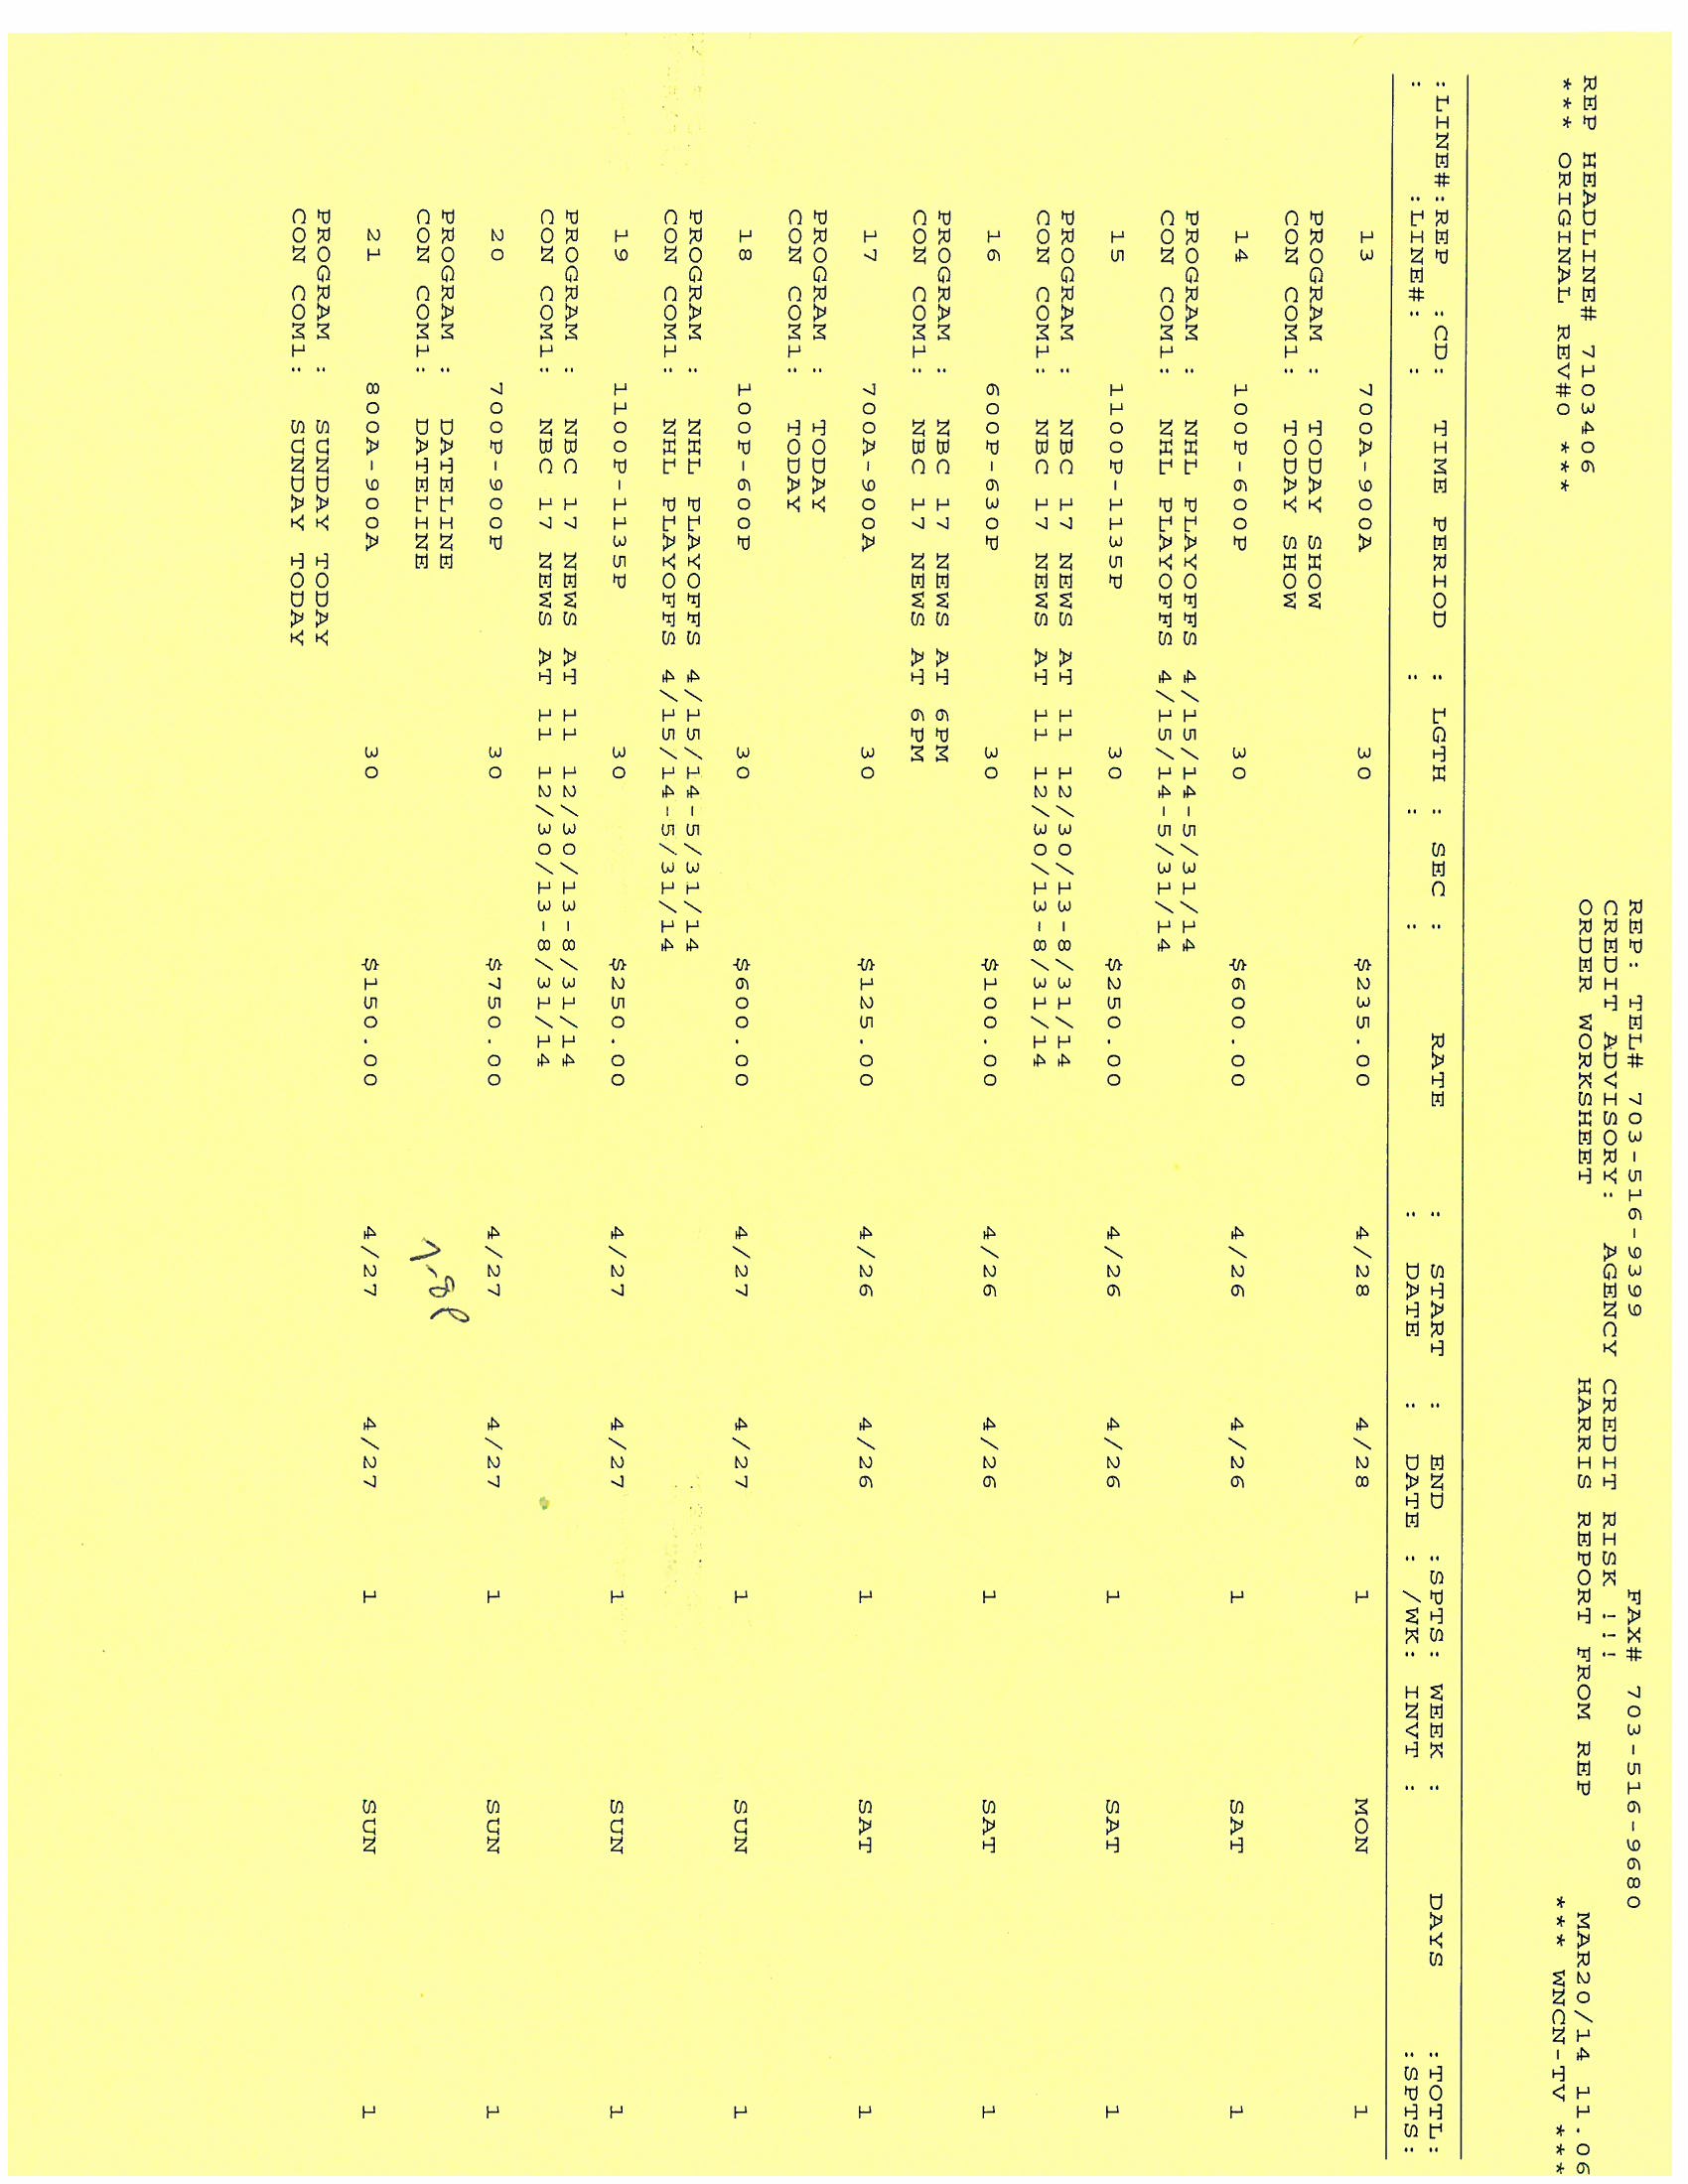 REP: TEL# 703-516-9399 FAX# 703-516-9680
CREDIT ADVISORY: AGENCY CREDIT RISK !!!
REP HEADLINE# 7103406 ORDER WORKSHEET HARRIS REPORT FROM REP MAR20/14 11.06
*** ORIGINAL REV#0 *** *** WNCN-TV ***
:LINE#:REP :CD: TIME PERIOD : LGTH : SEC : RATE : START : END :SPTS: WEEK : DAYS :TOTL:
: :LINE#: : : : : : DATE : DATE : /WK: INVT : :SPTS:
13 700A-900A 30 $235.00 4/28 4/28 1 MON 1
PROGRAM : TODAY SHOW
CON COM1: TODAY SHOW
14 100P-600P 30 $600.00 4/26 4/26 1 SAT 1
PROGRAM : NHL PLAYOFFS 4/15/14-5/31/14
CON COM1: NHL PLAYOFFS 4/15/14-5/31/14
15 1100P-1135P 30 $250.00 4/26 4/26 1 SAT 1
PROGRAM : NBC 17 NEWS AT 11 12/30/13-8/31/14
CON COM1: NBC 17 NEWS AT 11 12/30/13-8/31/14
16 600P-630P 30 $100.00 4/26 4/26 1 SAT 1
PROGRAM : NBC 17 NEWS AT 6PM
CON COM1: NBC 17 NEWS AT 6PM
17 700A-900A 30 $125.00 4/26 4/26 1 SAT 1
PROGRAM : TODAY
CON COM1: TODAY
18 100P-600P 30 $600.00 4/27 4/27 1 SUN 1
PROGRAM : NHL PLAYOFFS 4/15/14-5/31/14
CON COM1: NHL PLAYOFFS 4/15/14-5/31/14
19 1100P-1135P 30 $250.00 4/27 4/27 1 SUN 1
PROGRAM : NBC 17 NEWS AT 11 12/30/13-8/31/14
CON COM1: NBC 17 NEWS AT 11 12/30/13-8/31/14
20 700P-900P 30 $750.00 4/27 4/27 1 SUN 1
PROGRAM : DATELINE
CON COM1: DATELINE 7-8p
21 800A-900A 30 $150.00 4/27 4/27 1 SUN 1
PROGRAM : SUNDAY TODAY
CON COM1: SUNDAY TODAY